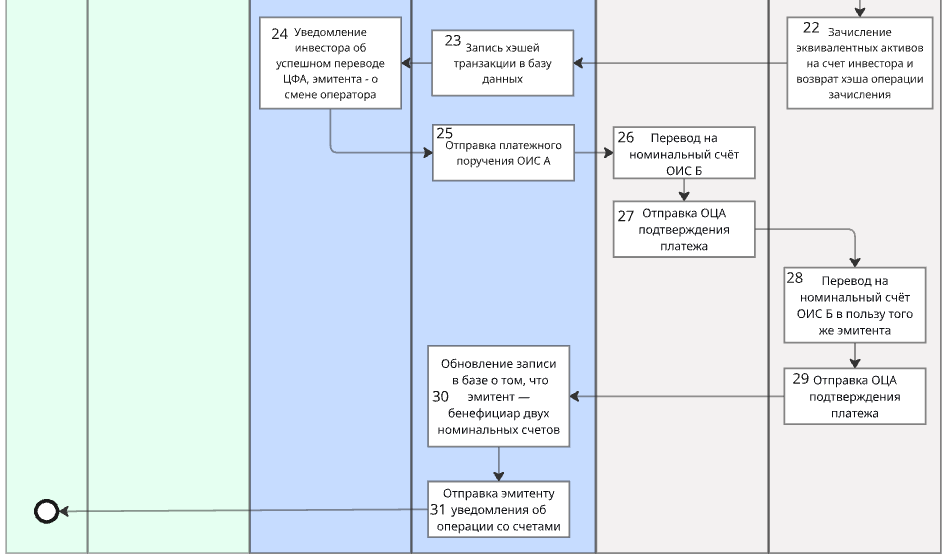 24 Уведомление
инвестора об
успешном переводе
ЦФА, эмитента - о
смене оператора
23
Запись хэшей
транзакции в базу
данных
22 Зачисление
эквивалентных активов
на счет инвестора и
возврат хэша операции
зачисления
25
Отправка платежного
поручения ОИС А
26 Перевод на
номинальный счёт
ОИС Б
27 Отправка ОЦА
подтверждения
платежа
28 Перевод на
номинальный счёт
ОИС Б в пользу того
же эмитента
29 Отправка ОЦА
подтверждения
платежа
Обновление записи
в базе о том, что
30 эмитент —
бенефициар двух
номинальных счетов
Отправка эмитенту
31 уведомления об
операции со счетами